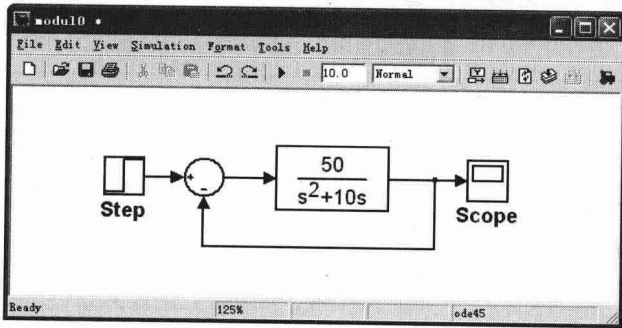 modul0 *
File Edit View Simulation Format Tools Help
10.0 Normal
50
s²+10s
+
-
Step
Scope
Ready 125% ode45